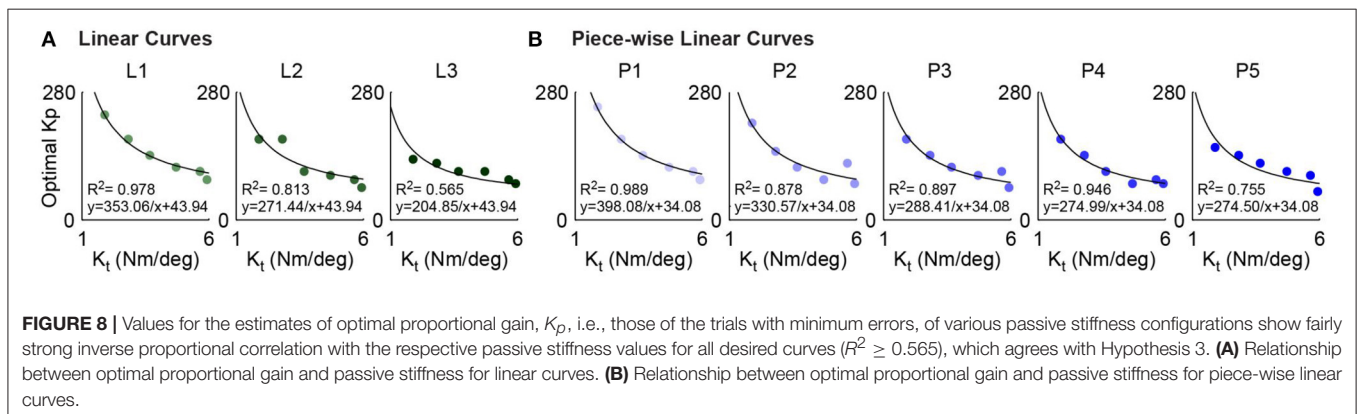 A Linear Curves
B Piece-wise Linear Curves
L1 L2 L3 P1 P2 P3 P4 P5
280 280 280 280 280 280 280 280
Optimal Kp
R²= 0.978 R²= 0.813 R²= 0.565 R²= 0.989 R²= 0.878 R²= 0.897 R²= 0.946 R²= 0.755
y=353.06/x+43.94 y=271.44/x+43.94 y=204.85/x+43.94 y=398.08/x+34.08 y=330.57/x+34.08 y=288.41/x+34.08 y=274.99/x+34.08 y=274.50/x+34.08
0 0 0 0 0 0 0 0
1 6 1 6 1 6 1 6 1 6 1 6 1 6 1 6
Kt (Nm/deg) Kt (Nm/deg) Kt (Nm/deg) Kt (Nm/deg) Kt (Nm/deg) Kt (Nm/deg) Kt (Nm/deg) Kt (Nm/deg)
FIGURE 8 | Values for the estimates of optimal proportional gain, Kp, i.e., those of the trials with minimum errors, of various passive stiffness configurations show fairly
strong inverse proportional correlation with the respective passive stiffness values for all desired curves (R² ≥ 0.565), which agrees with Hypothesis 3. (A) Relationship
between optimal proportional gain and passive stiffness for linear curves. (B) Relationship between optimal proportional gain and passive stiffness for piece-wise linear
curves.